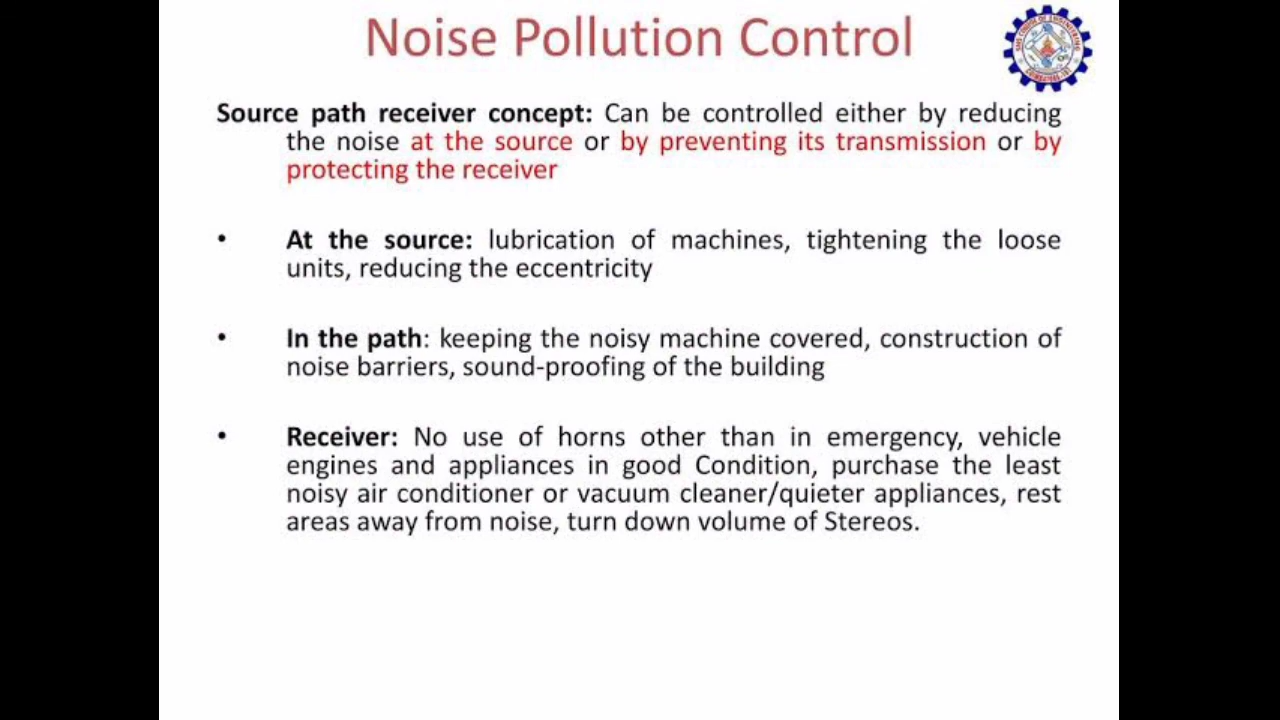 Noise Pollution Control
Source path receiver concept: Can be controlled either by reducing
the noise at the source or by preventing its transmission or by
protecting the receiver
• At the source: lubrication of machines, tightening the loose
units, reducing the eccentricity
• In the path: keeping the noisy machine covered, construction of
noise barriers, sound-proofing of the building
• Receiver: No use of horns other than in emergency, vehicle
engines and appliances in good Condition, purchase the least
noisy air conditioner or vacuum cleaner/quieter appliances, rest
areas away from noise, turn down volume of Stereos.